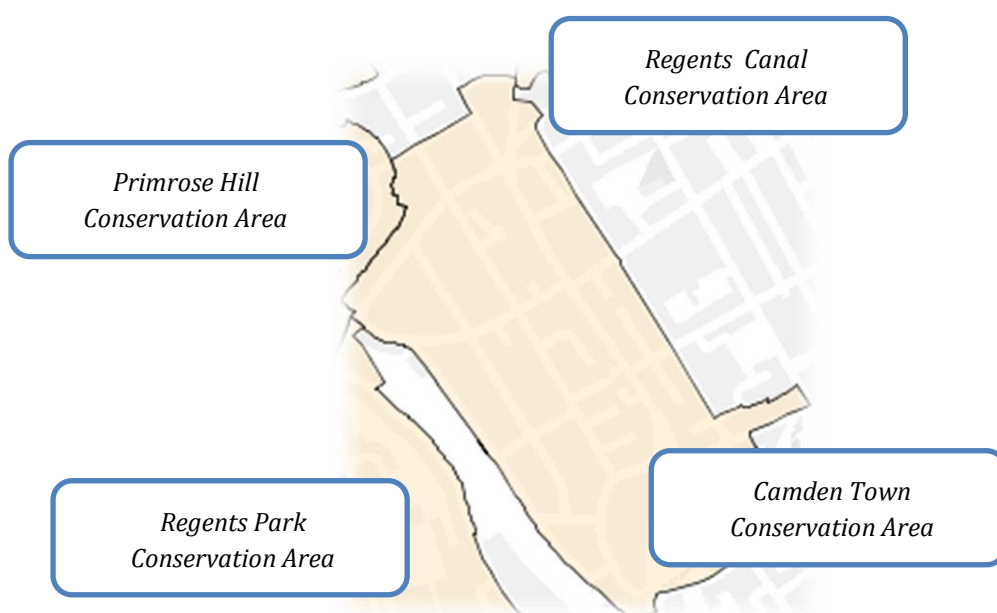 Regents Canal
Conservation Area
Primrose Hill
Conservation Area
Regents Park
Conservation Area
Camden Town
Conservation Area